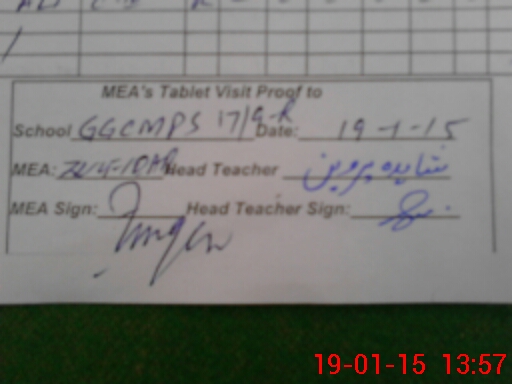 MEA's Tablet Visit Proof to
School GGCMPS 17/9-R Date: 19-1-15
MEA: Head Teacher شاہدہ پروین
MEA Sign: Head Teacher Sign:
19-01-15 13:57